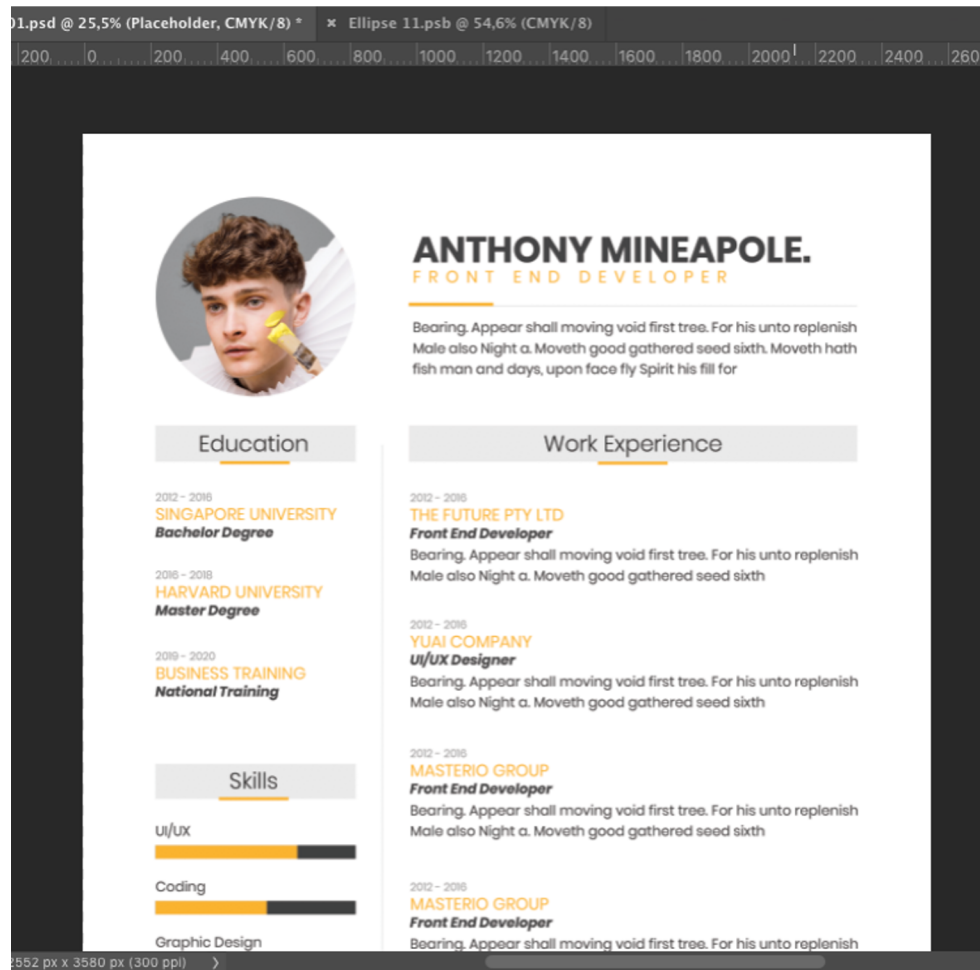 01.psd @ 25,5% (Placeholder, CMYK/8) *
× Ellipse 11.psb @ 54,6% (CMYK/8)
200 0 200 400 600 800 1000 1200 1400 1600 1800 2000 2200 2400 260
ANTHONY MINEAPOLE.
FRONT END DEVELOPER
Bearing. Appear shall moving void first tree. For his unto replenish
Male also Night a. Moveth good gathered seed sixth. Moveth hath
fish man and days, upon face fly Spirit his fill for
Education
2012 - 2016
SINGAPORE UNIVERSITY
Bachelor Degree
2016 - 2018
HARVARD UNIVERSITY
Master Degree
2019 - 2020
BUSINESS TRAINING
National Training
Skills
UI/UX
Coding
Graphic Design
Work Experience
2012 - 2016
THE FUTURE PTY LTD
Front End Developer
Bearing. Appear shall moving void first tree. For his unto replenish
Male also Night a. Moveth good gathered seed sixth
2012 - 2016
YUAI COMPANY
UI/UX Designer
Bearing. Appear shall moving void first tree. For his unto replenish
Male also Night a. Moveth good gathered seed sixth
2012 - 2016
MASTERIO GROUP
Front End Developer
Bearing. Appear shall moving void first tree. For his unto replenish
Male also Night a. Moveth good gathered seed sixth
2012 - 2016
MASTERIO GROUP
Front End Developer
Bearing. Appear shall moving void first tree. For his unto replenish
2552 px x 3580 px (300 ppi)